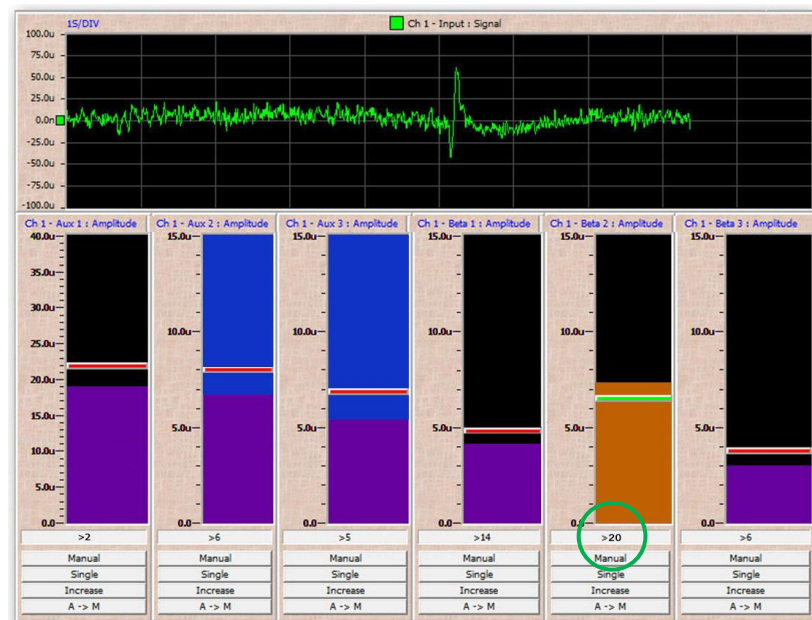 1S/DIV Ch 1 - Input : Signal
100.0u
75.0u
50.0u
25.0u
0.0n
-25.0u
-50.0u
-75.0u
-100.0u
Ch 1 - Aux 1 : Amplitude Ch 1 - Aux 2 : Amplitude Ch 1 - Aux 3 : Amplitude Ch 1 - Beta 1 : Amplitude Ch 1 - Beta 2 : Amplitude Ch 1 - Beta 3 : Amplitude
40.0u 15.0u 15.0u 15.0u 15.0u 15.0u
35.0u
30.0u
25.0u
20.0u
15.0u
10.0u
5.0u
0.0
10.0u 10.0u 10.0u 10.0u 10.0u
5.0u 5.0u 5.0u 5.0u 5.0u
0.0 0.0 0.0 0.0 0.0
>2 >6 >5 >14 >20 >6
Manual Manual Manual Manual Manual Manual
Single Single Single Single Single Single
Increase Increase Increase Increase Increase Increase
A -> M A -> M A -> M A -> M A -> M A -> M